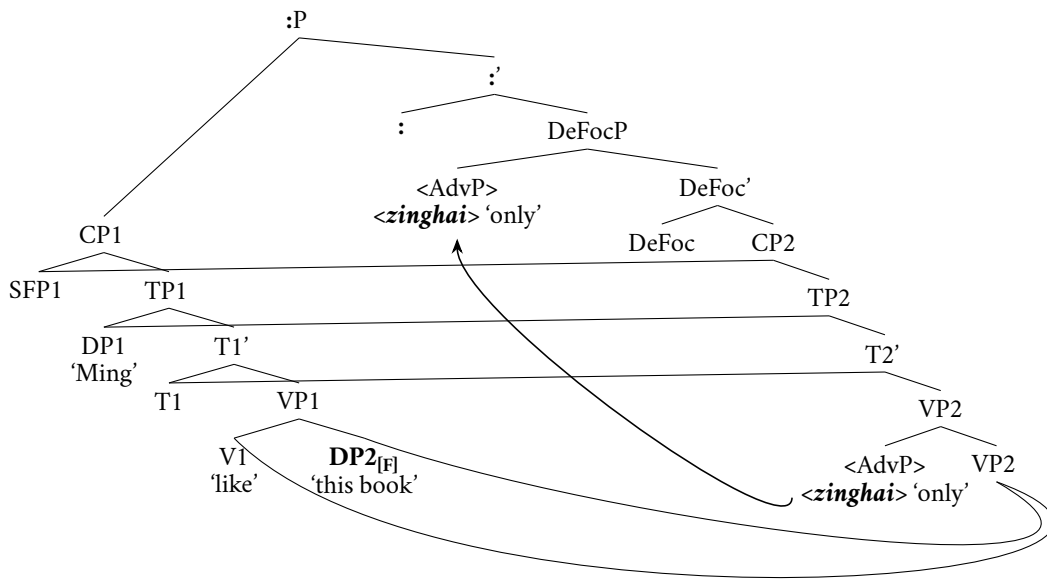 :P
:’
:
DeFocP
<AdvP>
<zinghai> ‘only’
DeFoc’
CP1
DeFoc
CP2
SFP1
TP1
TP2
DP1
‘Ming’
T1’
T2’
T1
VP1
VP2
V1
‘like’
DP2[F]
‘this book’
<AdvP>
<zinghai> ‘only’
VP2